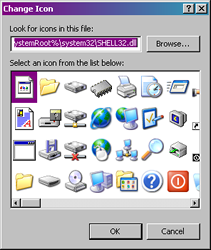 Change Icon
Look for icons in this file:
ystemRoot%\system32\SHELL32.dll
Browse...
Select an icon from the list below:
OK
Cancel